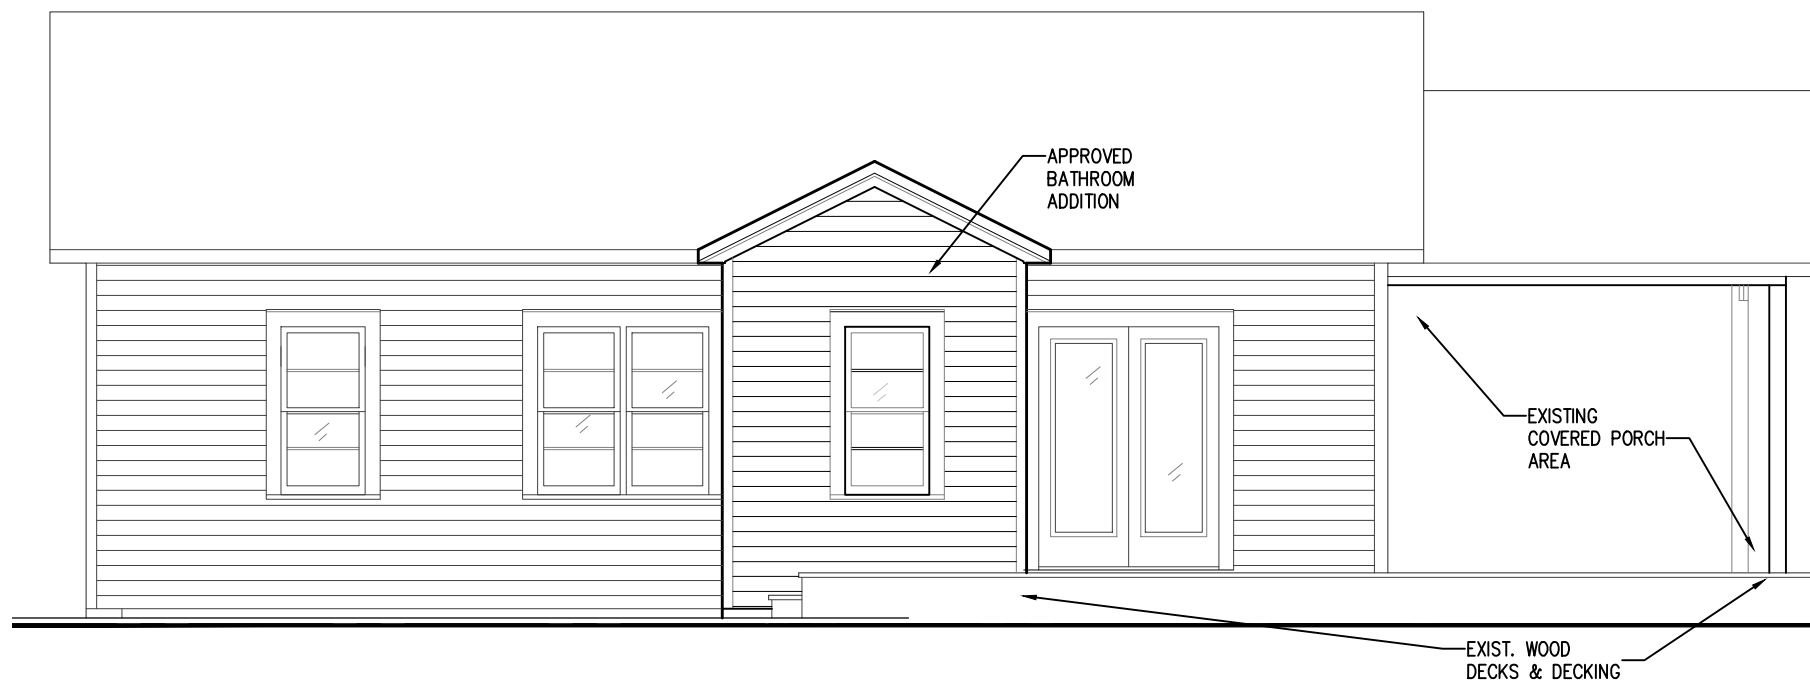 APPROVED
BATHROOM
ADDITION
EXISTING
COVERED PORCH
AREA
EXIST. WOOD
DECKS & DECKING